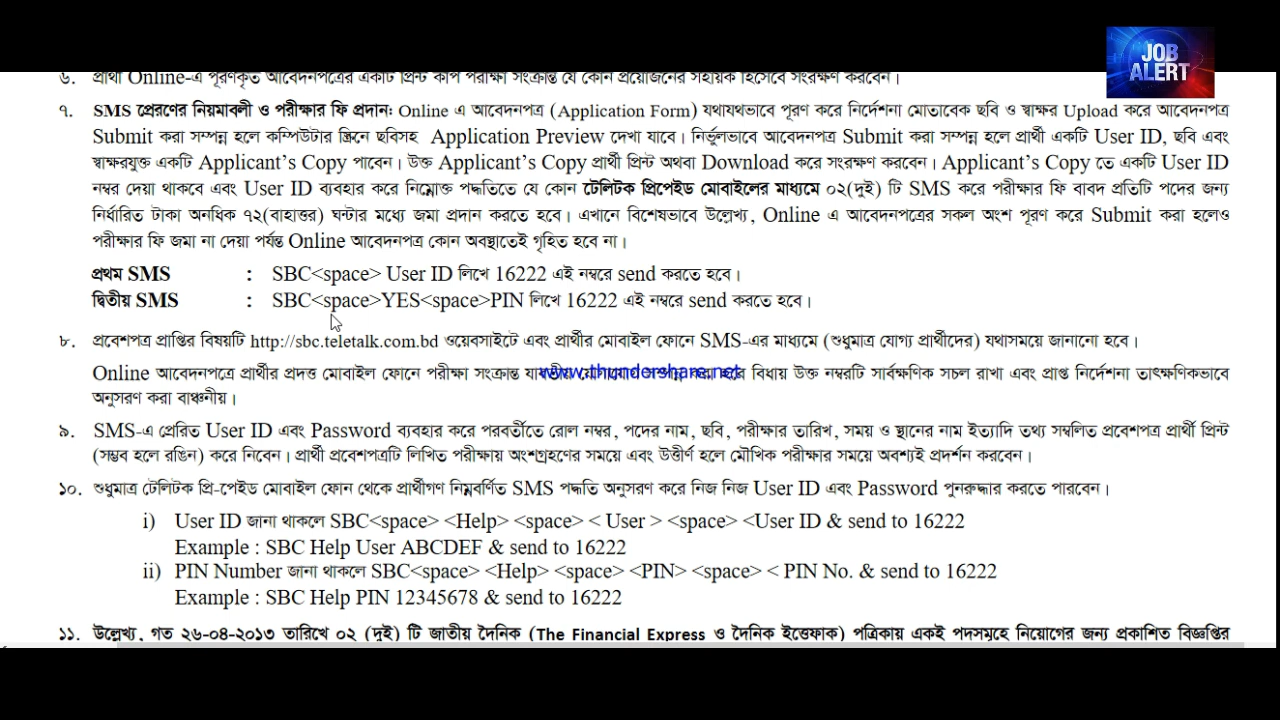 JOB
ALERT
৬. প্রার্থী Online-এ পূরণকৃত আবেদনপত্রের একটি প্রিন্ট কপি পরীক্ষা সংক্রান্ত যে কোন প্রয়োজনের সহায়ক হিসেবে সংরক্ষণ করবেন।
৭. SMS প্রেরণের নিয়মাবলী ও পরীক্ষার ফি প্রদান: Online এ আবেদনপত্র (Application Form) যথাযথভাবে পূরণ করে নির্দেশনা মোতাবেক ছবি ও স্বাক্ষর Upload করে আবেদনপত্র
Submit করা সম্পন্ন হলে কম্পিউটার স্ক্রিনে ছবিসহ Application Preview দেখা যাবে। নির্ভুলভাবে আবেদনপত্র Submit করা সম্পন্ন হলে প্রার্থী একটি User ID, ছবি এবং
স্বাক্ষরযুক্ত একটি Applicant's Copy পাবেন। উক্ত Applicant's Copy প্রার্থী প্রিন্ট অথবা Download করে সংরক্ষণ করবেন। Applicant's Copy তে একটি User ID
নম্বর দেয়া থাকবে এবং User ID ব্যবহার করে নিম্নোক্ত পদ্ধতিতে যে কোন টেলিটক প্রিপেইড মোবাইলের মাধ্যমে ০২(দুই) টি SMS করে পরীক্ষার ফি বাবদ প্রতিটি পদের জন্য
নির্ধারিত টাকা অনধিক ৭২(বাহাত্তর) ঘন্টার মধ্যে জমা প্রদান করতে হবে। এখানে বিশেষভাবে উল্লেখ্য, Online এ আবেদনপত্রের সকল অংশ পূরণ করে Submit করা হলেও
পরীক্ষার ফি জমা না দেয়া পর্যন্ত Online আবেদনপত্র কোন অবস্থাতেই গৃহিত হবে না।
প্রথম SMS : SBC<space> User ID লিখে 16222 এই নম্বরে send করতে হবে।
দ্বিতীয় SMS : SBC<space>YES<space>PIN লিখে 16222 এই নম্বরে send করতে হবে।
৮. প্রবেশপত্র প্রাপ্তির বিষয়টি http://sbc.teletalk.com.bd ওয়েবসাইটে এবং প্রার্থীর মোবাইল ফোনে SMS-এর মাধ্যমে (শুধুমাত্র যোগ্য প্রার্থীদের) যথাসময়ে জানানো হবে।
Online আবেদনপত্রে প্রার্থীর প্রদত্ত মোবাইল ফোনে পরীক্ষা সংক্রান্ত যাবতীয় যোগাযোগ সম্পন্ন করা হবে বিধায় উক্ত নম্বরটি সার্বক্ষণিক সচল রাখা এবং প্রাপ্ত নির্দেশনা তাৎক্ষণিকভাবে
www.thundershare.net
অনুসরণ করা বাঞ্চনীয়।
৯. SMS-এ প্রেরিত User ID এবং Password ব্যবহার করে পরবর্তীতে রোল নম্বর, পদের নাম, ছবি, পরীক্ষার তারিখ, সময় ও স্থানের নাম ইত্যাদি তথ্য সম্বলিত প্রবেশপত্র প্রার্থী প্রিন্ট
(সম্ভব হলে রঙিন) করে নিবেন। প্রার্থী প্রবেশপত্রটি লিখিত পরীক্ষায় অংশগ্রহণের সময়ে এবং উত্তীর্ণ হলে মৌখিক পরীক্ষার সময়ে অবশ্যই প্রদর্শন করবেন।
১০. শুধুমাত্র টেলিটক প্রি-পেইড মোবাইল ফোন থেকে প্রার্থীগণ নিম্নবর্ণিত SMS পদ্ধতি অনুসরণ করে নিজ নিজ User ID এবং Password পুনরুদ্ধার করতে পারবেন।
i) User ID জানা থাকলে SBC<space> <Help> <space> < User > <space> <User ID & send to 16222
Example : SBC Help User ABCDEF & send to 16222
ii) PIN Number জানা থাকলে SBC<space> <Help> <space> <PIN> <space> < PIN No. & send to 16222
Example : SBC Help PIN 12345678 & send to 16222
১১. উল্লেখ্য, গত ২৬-০৪-২০১৩ তারিখে ০২ (দুই) টি জাতীয় দৈনিক (The Financial Express ও দৈনিক ইত্তেফাক) পত্রিকায় একই পদসমূহে নিয়োগের জন্য প্রকাশিত বিজ্ঞপ্তির